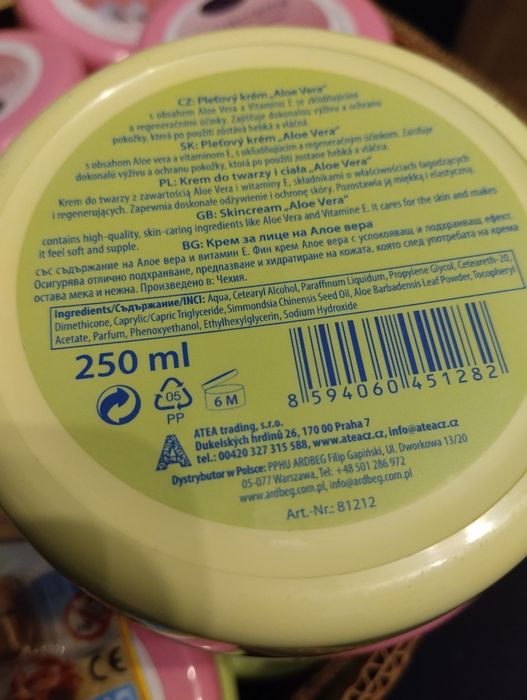 CZ: Pleťový krém „Aloe Vera"
s obsahem Aloe Vera a Vitaminu E se zklidňujícími
a regeneračními účinky. Zajišťuje dokonalou výživu a ochranu
pokožky, která po použití zůstává hebká a vláčná.
SK: Pleťový krém „Aloe Vera"
s obsahom Aloe vera a vitaminom E, s ukľudňujúcim a regeneračným účinkom. Zaisťuje
dokonalú výživu a ochranu pokožky, ktorá po použití zostane hebká a vláčna.
PL: Krem do twarzy i ciała „Aloe Vera"
Krem do twarzy z zawartością Aloe Vera i witaminy E, składnikami o właściwościach łagodzących
i regenerujących. Zapewnia doskonałe odżywienie i ochronę skóry. Pozostawia ją miękką i elastyczną.
GB: Skincream „Aloe Vera"
contains high-quality, skin-caring ingredients like Aloe Vera and Vitamine E. It cares for the skin and makes
it feel soft and supple.
BG: Крем за лице на Алое вера
със съдържание на Алое вера и витамин Е. Фин крем Алое вера с успокояващ и подхранващ ефект.
Осигурява отлично подхранване, предпазване и хидратиране на кожата, която след употребата на крема
остава мека и нежна. Произведено в: Чехия.
Ingredients/Съдържание/INCI: Aqua, Cetearyl Alcohol, Paraffinum Liquidum, Propylene Glycol, Ceteareth-20,
Dimethicone, Caprylic/Capric Triglyceride, Simmondsia Chinensis Seed Oil, Aloe Barbadensis Leaf Powder, Tocopheryl
Acetate, Parfum, Phenoxyethanol, Ethylhexylglycerin, Sodium Hydroxide
250 ml
05
PP
6 M
8 594060 451282
ATEA trading, s.r.o.
Dukelských hrdinů 26, 170 00 Praha 7
tel.: 00420 327 315 588, www.ateacz.cz, info@ateacz.cz
Dystrybutor w Polsce: PPHU ARDBEG Filip Gapiński, Ul. Dworkowa 13/20
05-077 Warszawa, Tel: +48 501 286 972
www.ardbeg.com.pl, info@ardbeg.com.pl
Art.-Nr.: 81212
CE